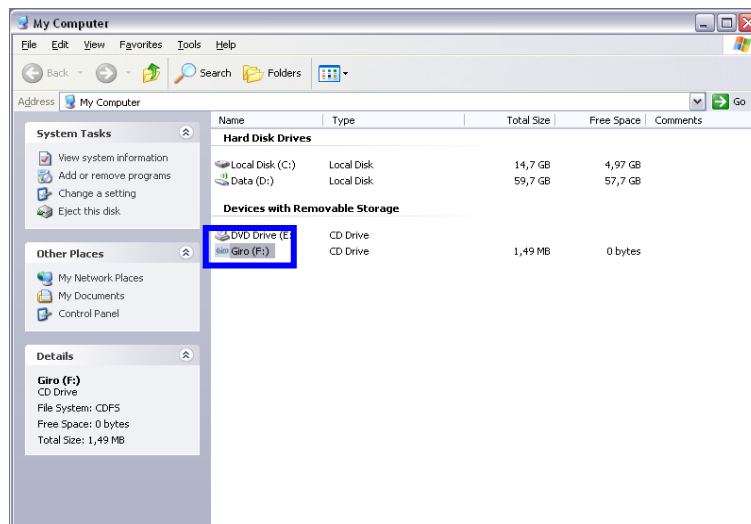 My Computer
File Edit View Favorites Tools Help
Back Search Folders
Address My Computer Go
Name Type Total Size Free Space Comments
System Tasks
View system information
Add or remove programs
Change a setting
Eject this disk
Other Places
My Network Places
My Documents
Control Panel
Details
Giro (F:)
CD Drive
File System: CDFS
Free Space: 0 bytes
Total Size: 1,49 MB
Hard Disk Drives
Local Disk (C:) Local Disk 14,7 GB 4,97 GB
Data (D:) Local Disk 59,7 GB 57,7 GB
Devices with Removable Storage
DVD Drive (E: CD Drive
Giro (F:) CD Drive 1,49 MB 0 bytes